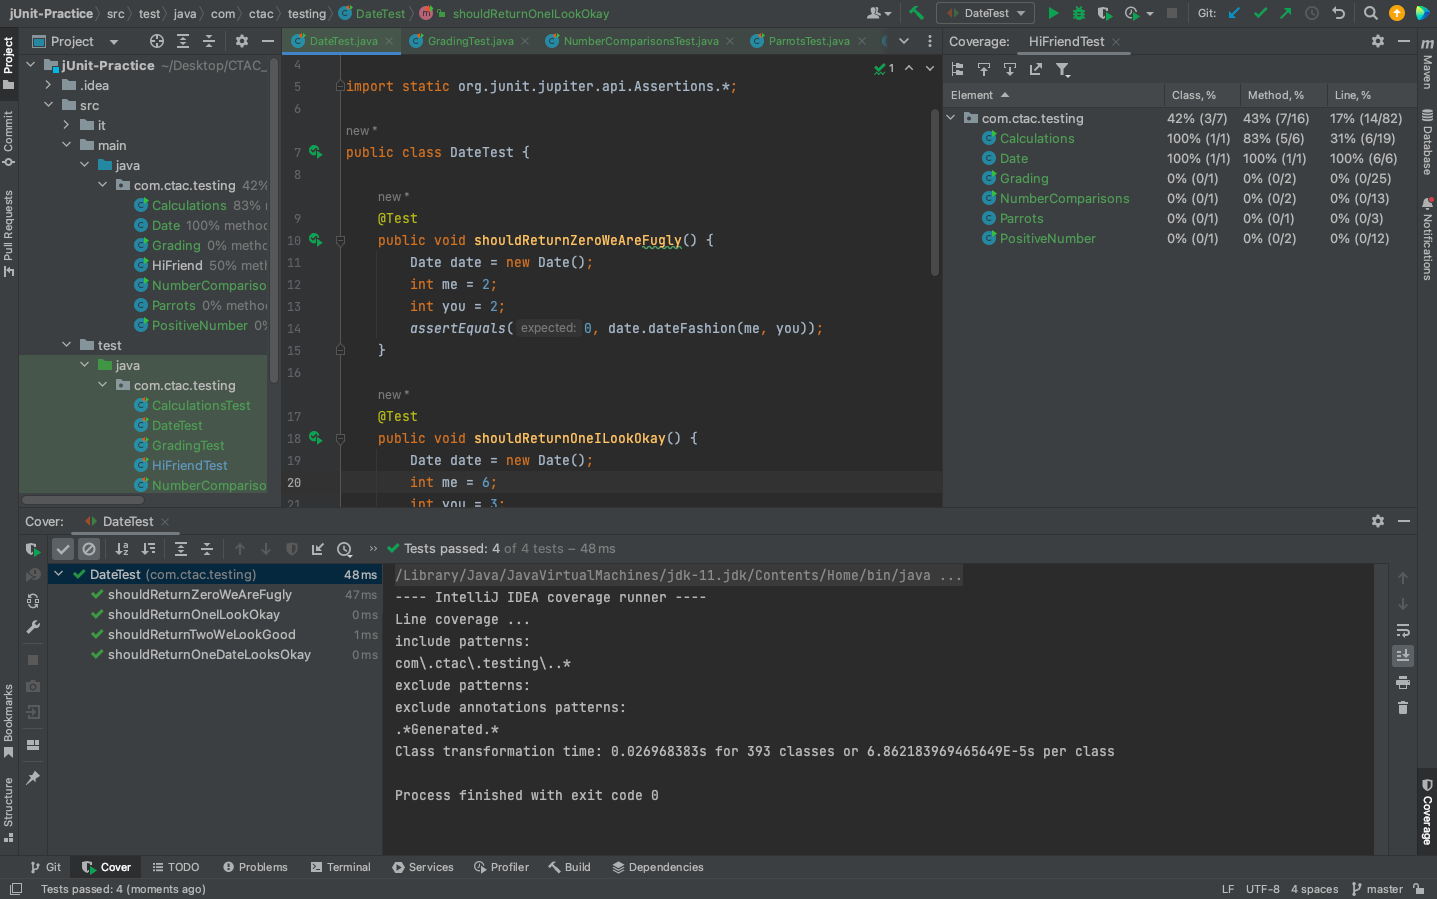 jUnit-Practice › src › test › java › com › ctac › testing › DateTest › shouldReturnOneILookOkay
DateTest
Git:
Project
DateTest.java
GradingTest.java
NumberComparisonsTest.java
ParrotsTest.java
Coverage:
HiFriendTest
jUnit-Practice ~/Desktop/CTAC_
.idea
src
it
main
java
com.ctac.testing 42%
Calculations 83%
Date 100% metho
Grading 0% metho
HiFriend 50% met
NumberCompariso
Parrots 0% metho
PositiveNumber 0
test
java
com.ctac.testing
CalculationsTest
DateTest
GradingTest
HiFriendTest
NumberCompariso
4
5 import static org.junit.jupiter.api.Assertions.*;
6
new *
7 public class DateTest {
8
new *
9 @Test
10 public void shouldReturnZeroWeAreFugly() {
11 Date date = new Date();
12 int me = 2;
13 int you = 2;
14 assertEquals( expected: 0, date.dateFashion(me, you));
15 }
16
new *
17 @Test
18 public void shouldReturnOneILookOkay() {
19 Date date = new Date();
20 int me = 6;
21 int you = 3;
1
Element Class, % Method, % Line, %
com.ctac.testing 42% (3/7) 43% (7/16) 17% (14/82)
Calculations 100% (1/1) 83% (5/6) 31% (6/19)
Date 100% (1/1) 100% (1/1) 100% (6/6)
Grading 0% (0/1) 0% (0/2) 0% (0/25)
NumberComparisons 0% (0/1) 0% (0/2) 0% (0/13)
Parrots 0% (0/1) 0% (0/1) 0% (0/3)
PositiveNumber 0% (0/1) 0% (0/2) 0% (0/12)
Project
Commit
Pull Requests
Bookmarks
Structure
Maven
Database
Notifications
Coverage
Cover:
DateTest
Tests passed: 4 of 4 tests – 48 ms
DateTest (com.ctac.testing) 48 ms
shouldReturnZeroWeAreFugly 47 ms
shouldReturnOneILookOkay 0 ms
shouldReturnTwoWeLookGood 1 ms
shouldReturnOneDateLooksOkay 0 ms
/Library/Java/JavaVirtualMachines/jdk-11.jdk/Contents/Home/bin/java ...
---- IntelliJ IDEA coverage runner ----
Line coverage ...
include patterns:
com\.ctac\.testing\..*
exclude patterns:
exclude annotations patterns:
.*Generated.*
Class transformation time: 0.026968383s for 393 classes or 6.862183969465649E-5s per class
Process finished with exit code 0
Git
Cover
TODO
Problems
Terminal
Services
Profiler
Build
Dependencies
Tests passed: 4 (moments ago)
LF UTF-8 4 spaces master